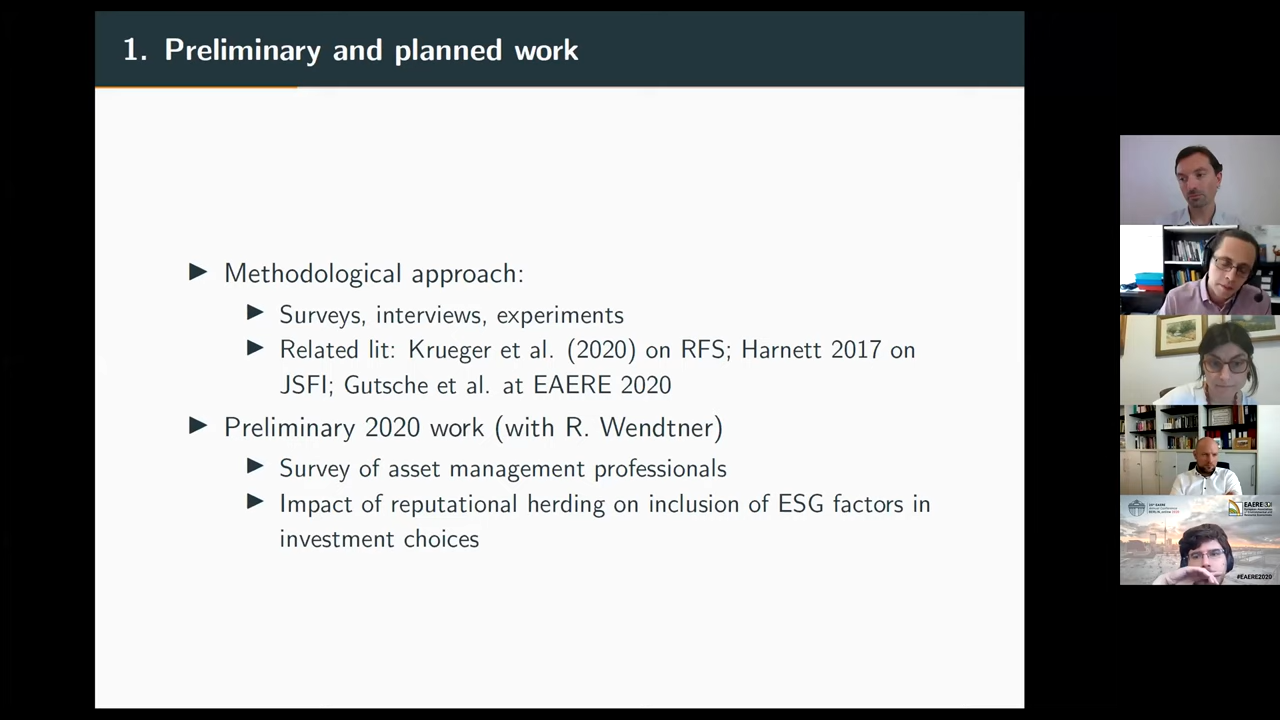 1. Preliminary and planned work
▶ Methodological approach:
▶ Surveys, interviews, experiments
▶ Related lit: Krueger et al. (2020) on RFS; Harnett 2017 on
JSFI; Gutsche et al. at EAERE 2020
▶ Preliminary 2020 work (with R. Wendtner)
▶ Survey of asset management professionals
▶ Impact of reputational herding on inclusion of ESG factors in
investment choices
#EAERE2020